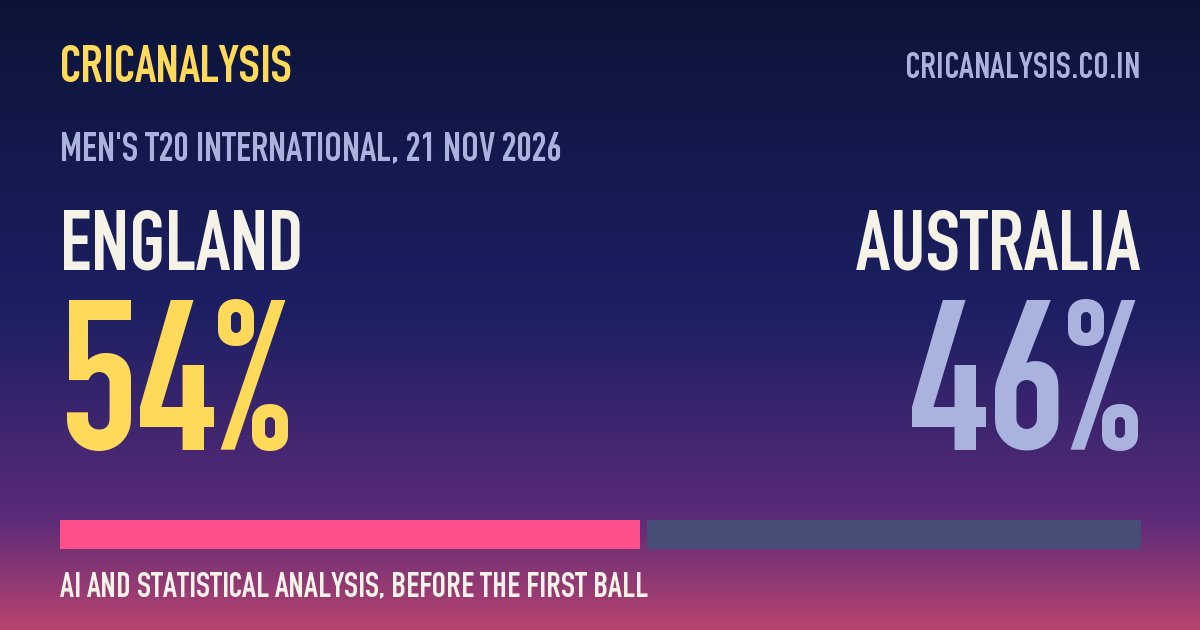 CRICANALYSIS
CRICANALYSIS.CO.IN
MEN'S T20 INTERNATIONAL, 21 NOV 2026
ENGLAND
AUSTRALIA
54%
46%
AI AND STATISTICAL ANALYSIS, BEFORE THE FIRST BALL